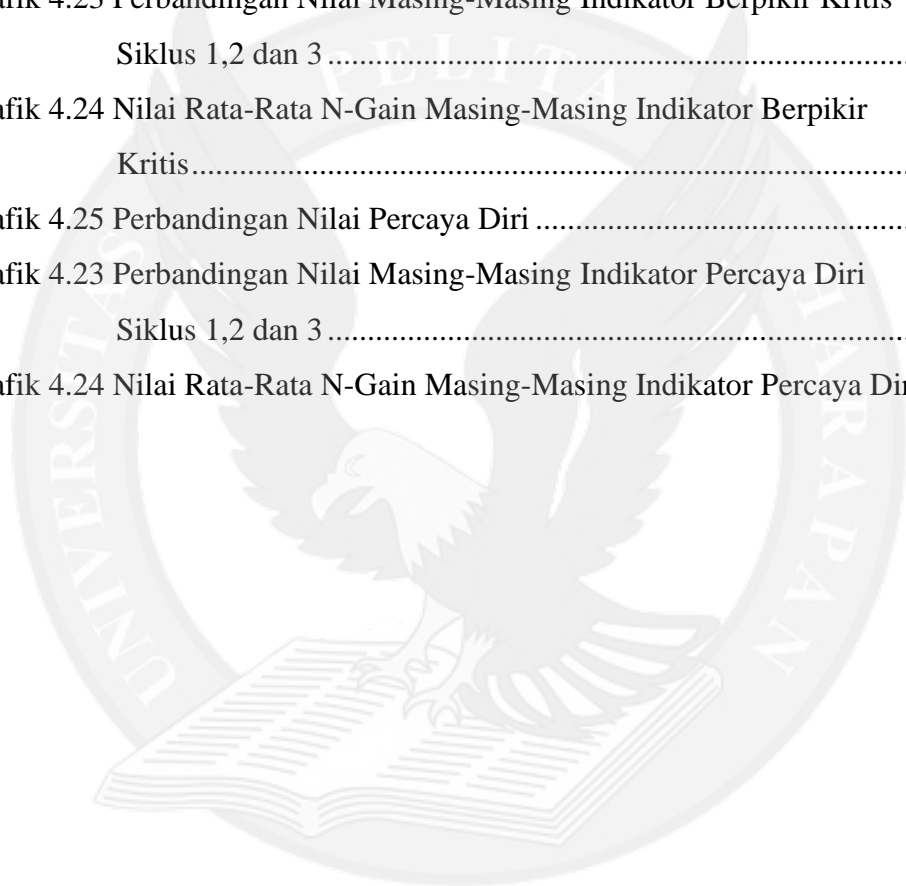 afik 4.23 Perbandingan Nilai Masing-Masing Indikator Berpikir Kritis
Siklus 1,2 dan 3 ....................................................................................
afik 4.24 Nilai Rata-Rata N-Gain Masing-Masing Indikator Berpikir
Kritis ..........................................................................................................
afik 4.25 Perbandingan Nilai Percaya Diri .......................................................
afik 4.23 Perbandingan Nilai Masing-Masing Indikator Percaya Diri
Siklus 1,2 dan 3 ....................................................................................
afik 4.24 Nilai Rata-Rata N-Gain Masing-Masing Indikator Percaya Dir
UNIVERSITAS PELITA HARAPAN